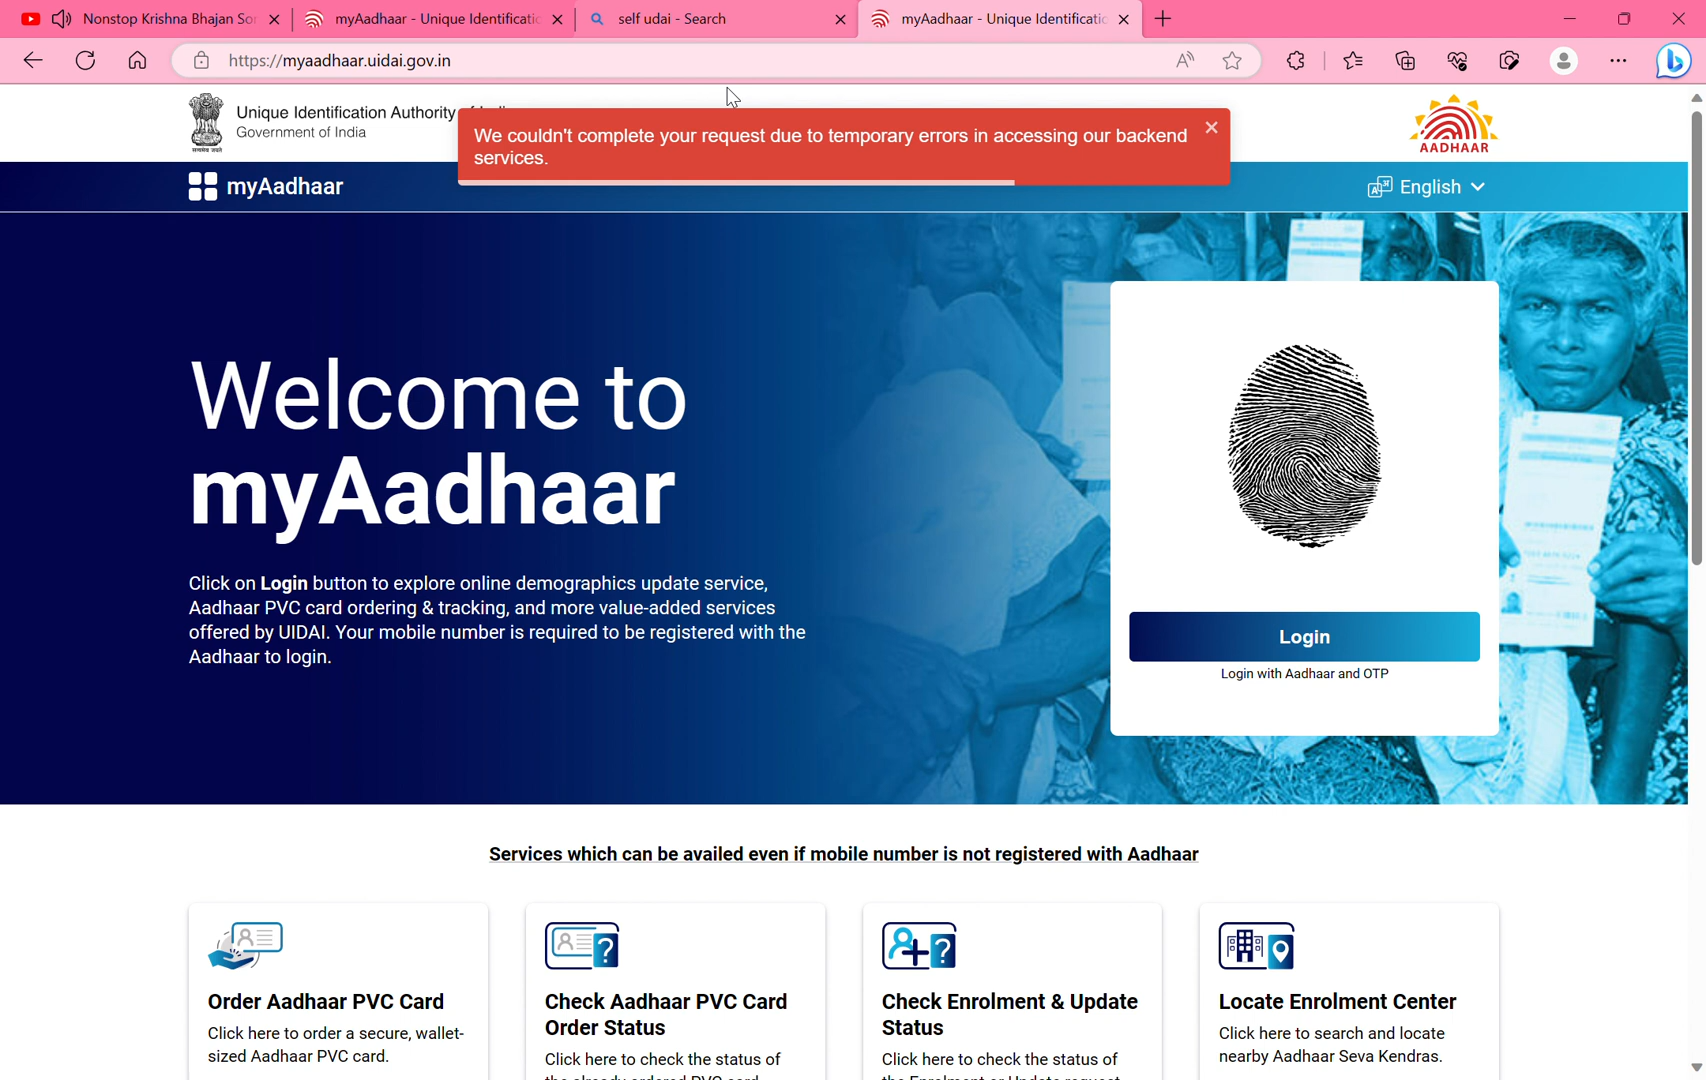 Nonstop Krishna Bhajan So
myAadhaar - Unique Identificatic
self udai - Search
myAadhaar - Unique Identificatic
https://myaadhaar.uidai.gov.in
Unique Identification Authority
Government of India
We couldn't complete your request due to temporary errors in accessing our backend
services.
सत्यमेव जयते
AADHAAR
myAadhaar
English
Welcome to
myAadhaar
Click on Login button to explore online demographics update service,
Aadhaar PVC card ordering & tracking, and more value-added services
offered by UIDAI. Your mobile number is required to be registered with the
Aadhaar to login.
Login
Login with Aadhaar and OTP
Services which can be availed even if mobile number is not registered with Aadhaar
Order Aadhaar PVC Card
Click here to order a secure, wallet-
sized Aadhaar PVC card.
Check Aadhaar PVC Card
Order Status
Click here to check the status of
Check Enrolment & Update
Status
Click here to check the status of
Locate Enrolment Center
Click here to search and locate
nearby Aadhaar Seva Kendras.